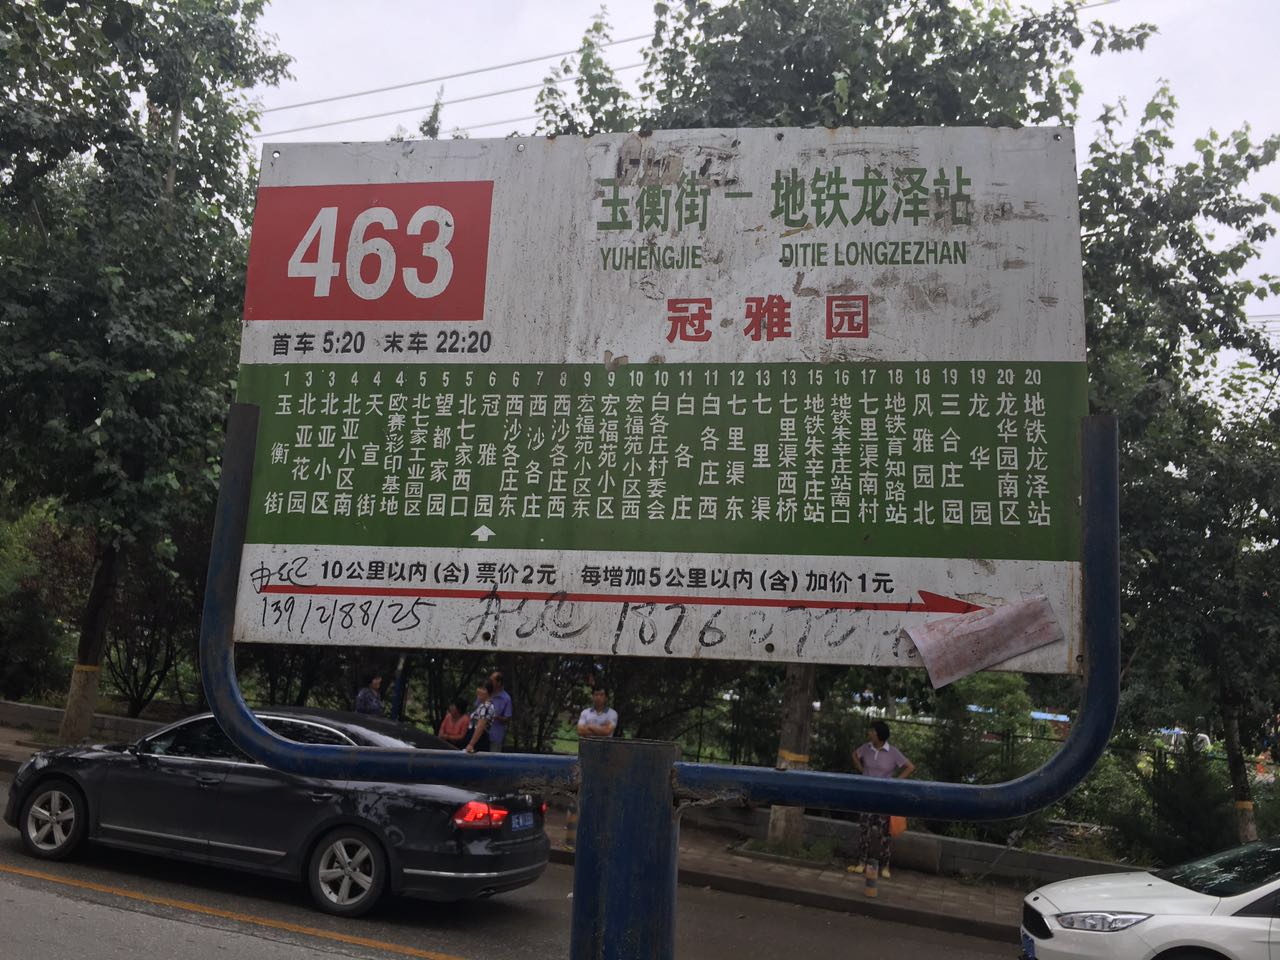 463
玉衡街－地铁龙泽站
YUHENGJIE DITIE LONGZEZHAN
冠雅园
首车 5:20 末车 22:20
1 玉衡街
3 北亚花园
3 北亚小区
4 北亚小区南
4 天宣街
4 欧赛彩印基地
5 北七家工业园区
5 望都家园
5 北七家西口
6 冠雅园
6 西沙各庄东
7 西沙各庄
8 西沙各庄西
9 宏福苑小区东
9 宏福苑小区
10 宏福苑小区西
10 白各庄村委会
11 白各庄
11 白各庄西
12 七里渠东
13 七里渠
13 七里渠西桥
15 地铁朱辛庄站
16 地铁朱辛庄站南口
17 七里渠南村
18 地铁育知路站
18 风雅园北
19 三合庄园
19 龙华园
20 龙华园南区
20 地铁龙泽站
10公里以内(含)票价2元 每增加5公里以内(含)加价1元
办纪
13912188125